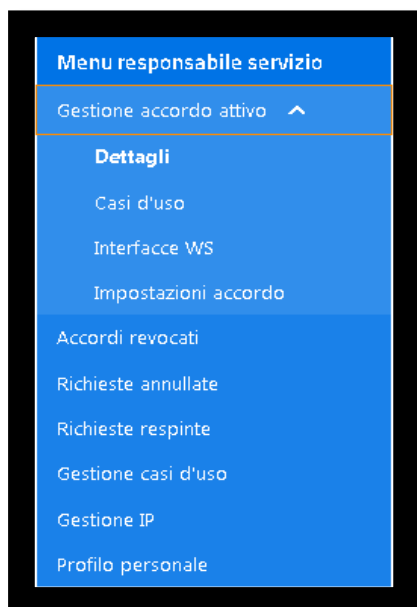 Menu responsabile servizio
Gestione accordo attivo
Dettagli
Casi d'uso
Interfacce WS
Impostazioni accordo
Accordi revocati
Richieste annullate
Richieste respinte
Gestione casi d'uso
Gestione IP
Profilo personale